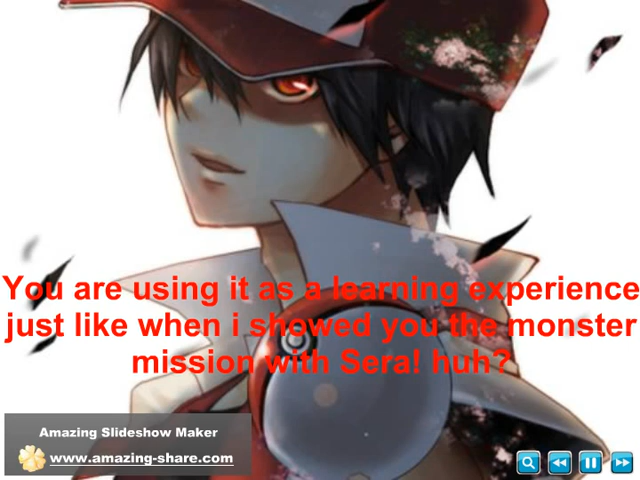 You are using it as a learning experience
just like when i showed you the monster
mission with Sera! huh?
Amazing Slideshow Maker
www.amazing-share.com